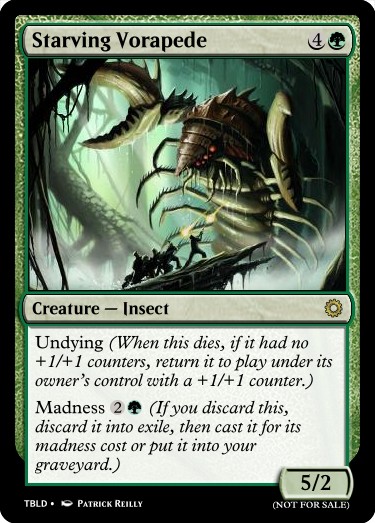 Starving Vorapede 4
Creature — Insect
Undying (When this dies, if it had no
+1/+1 counters, return it to play under its
owner's control with a +1/+1 counter.)
Madness 2 (If you discard this,
discard it into exile, then cast it for its
madness cost or put it into your
graveyard.)
5/2
TBLD • Patrick Reilly
(NOT FOR SALE)